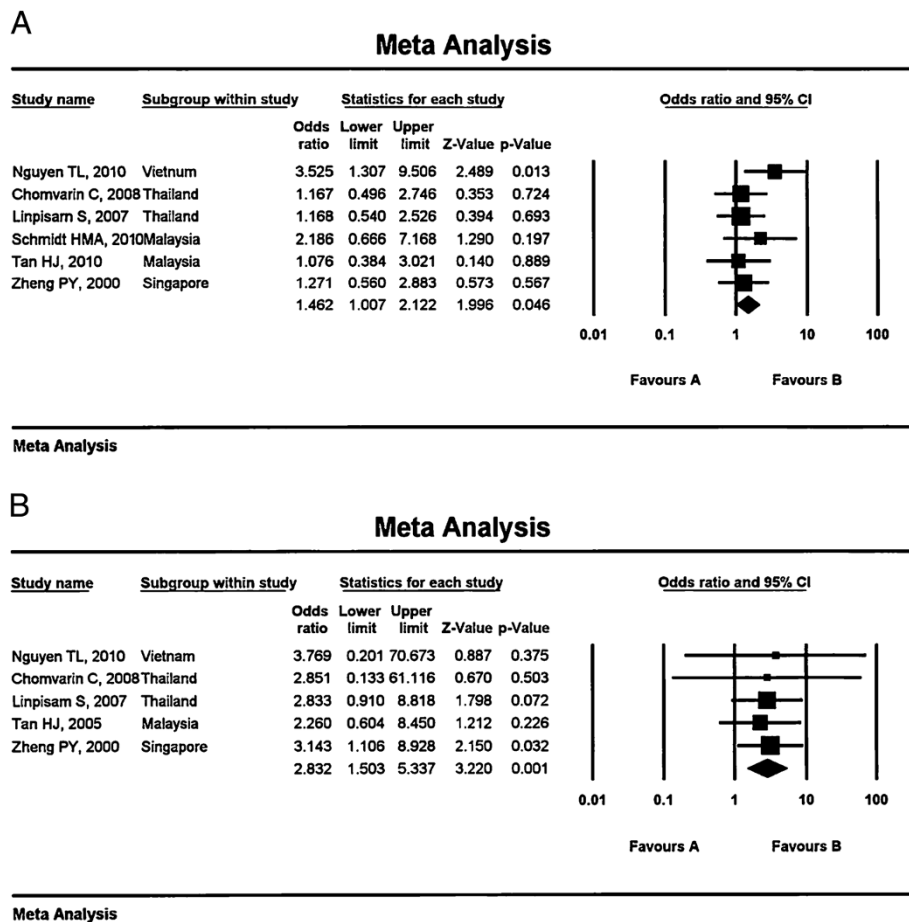 A
Meta Analysis
Study name Subgroup within study Statistics for each study Odds ratio and 95% CI
Odds Lower Upper
ratio limit limit Z-Value p-Value
Nguyen TL, 2010 Vietnum 3.525 1.307 9.506 2.489 0.013
Chomvarin C, 2008 Thailand 1.167 0.496 2.746 0.353 0.724
Linpisarn S, 2007 Thailand 1.168 0.540 2.526 0.394 0.693
Schmidt HMA, 2010 Malaysia 2.186 0.666 7.168 1.290 0.197
Tan HJ, 2010 Malaysia 1.076 0.384 3.021 0.140 0.889
Zheng PY, 2000 Singapore 1.271 0.560 2.883 0.573 0.567
1.462 1.007 2.122 1.996 0.046
0.01 0.1 1 10 100
Favours A Favours B
Meta Analysis
B
Meta Analysis
Study name Subgroup within study Statistics for each study Odds ratio and 95% CI
Odds Lower Upper
ratio limit limit Z-Value p-Value
Nguyen TL, 2010 Vietnam 3.769 0.201 70.673 0.887 0.375
Chomvarin C, 2008 Thailand 2.851 0.133 61.116 0.670 0.503
Linpisarn S, 2007 Thailand 2.833 0.910 8.818 1.798 0.072
Tan HJ, 2005 Malaysia 2.260 0.604 8.450 1.212 0.226
Zheng PY, 2000 Singapore 3.143 1.106 8.928 2.150 0.032
2.832 1.503 5.337 3.220 0.001
0.01 0.1 1 10 100
Favours A Favours B
Meta Analysis